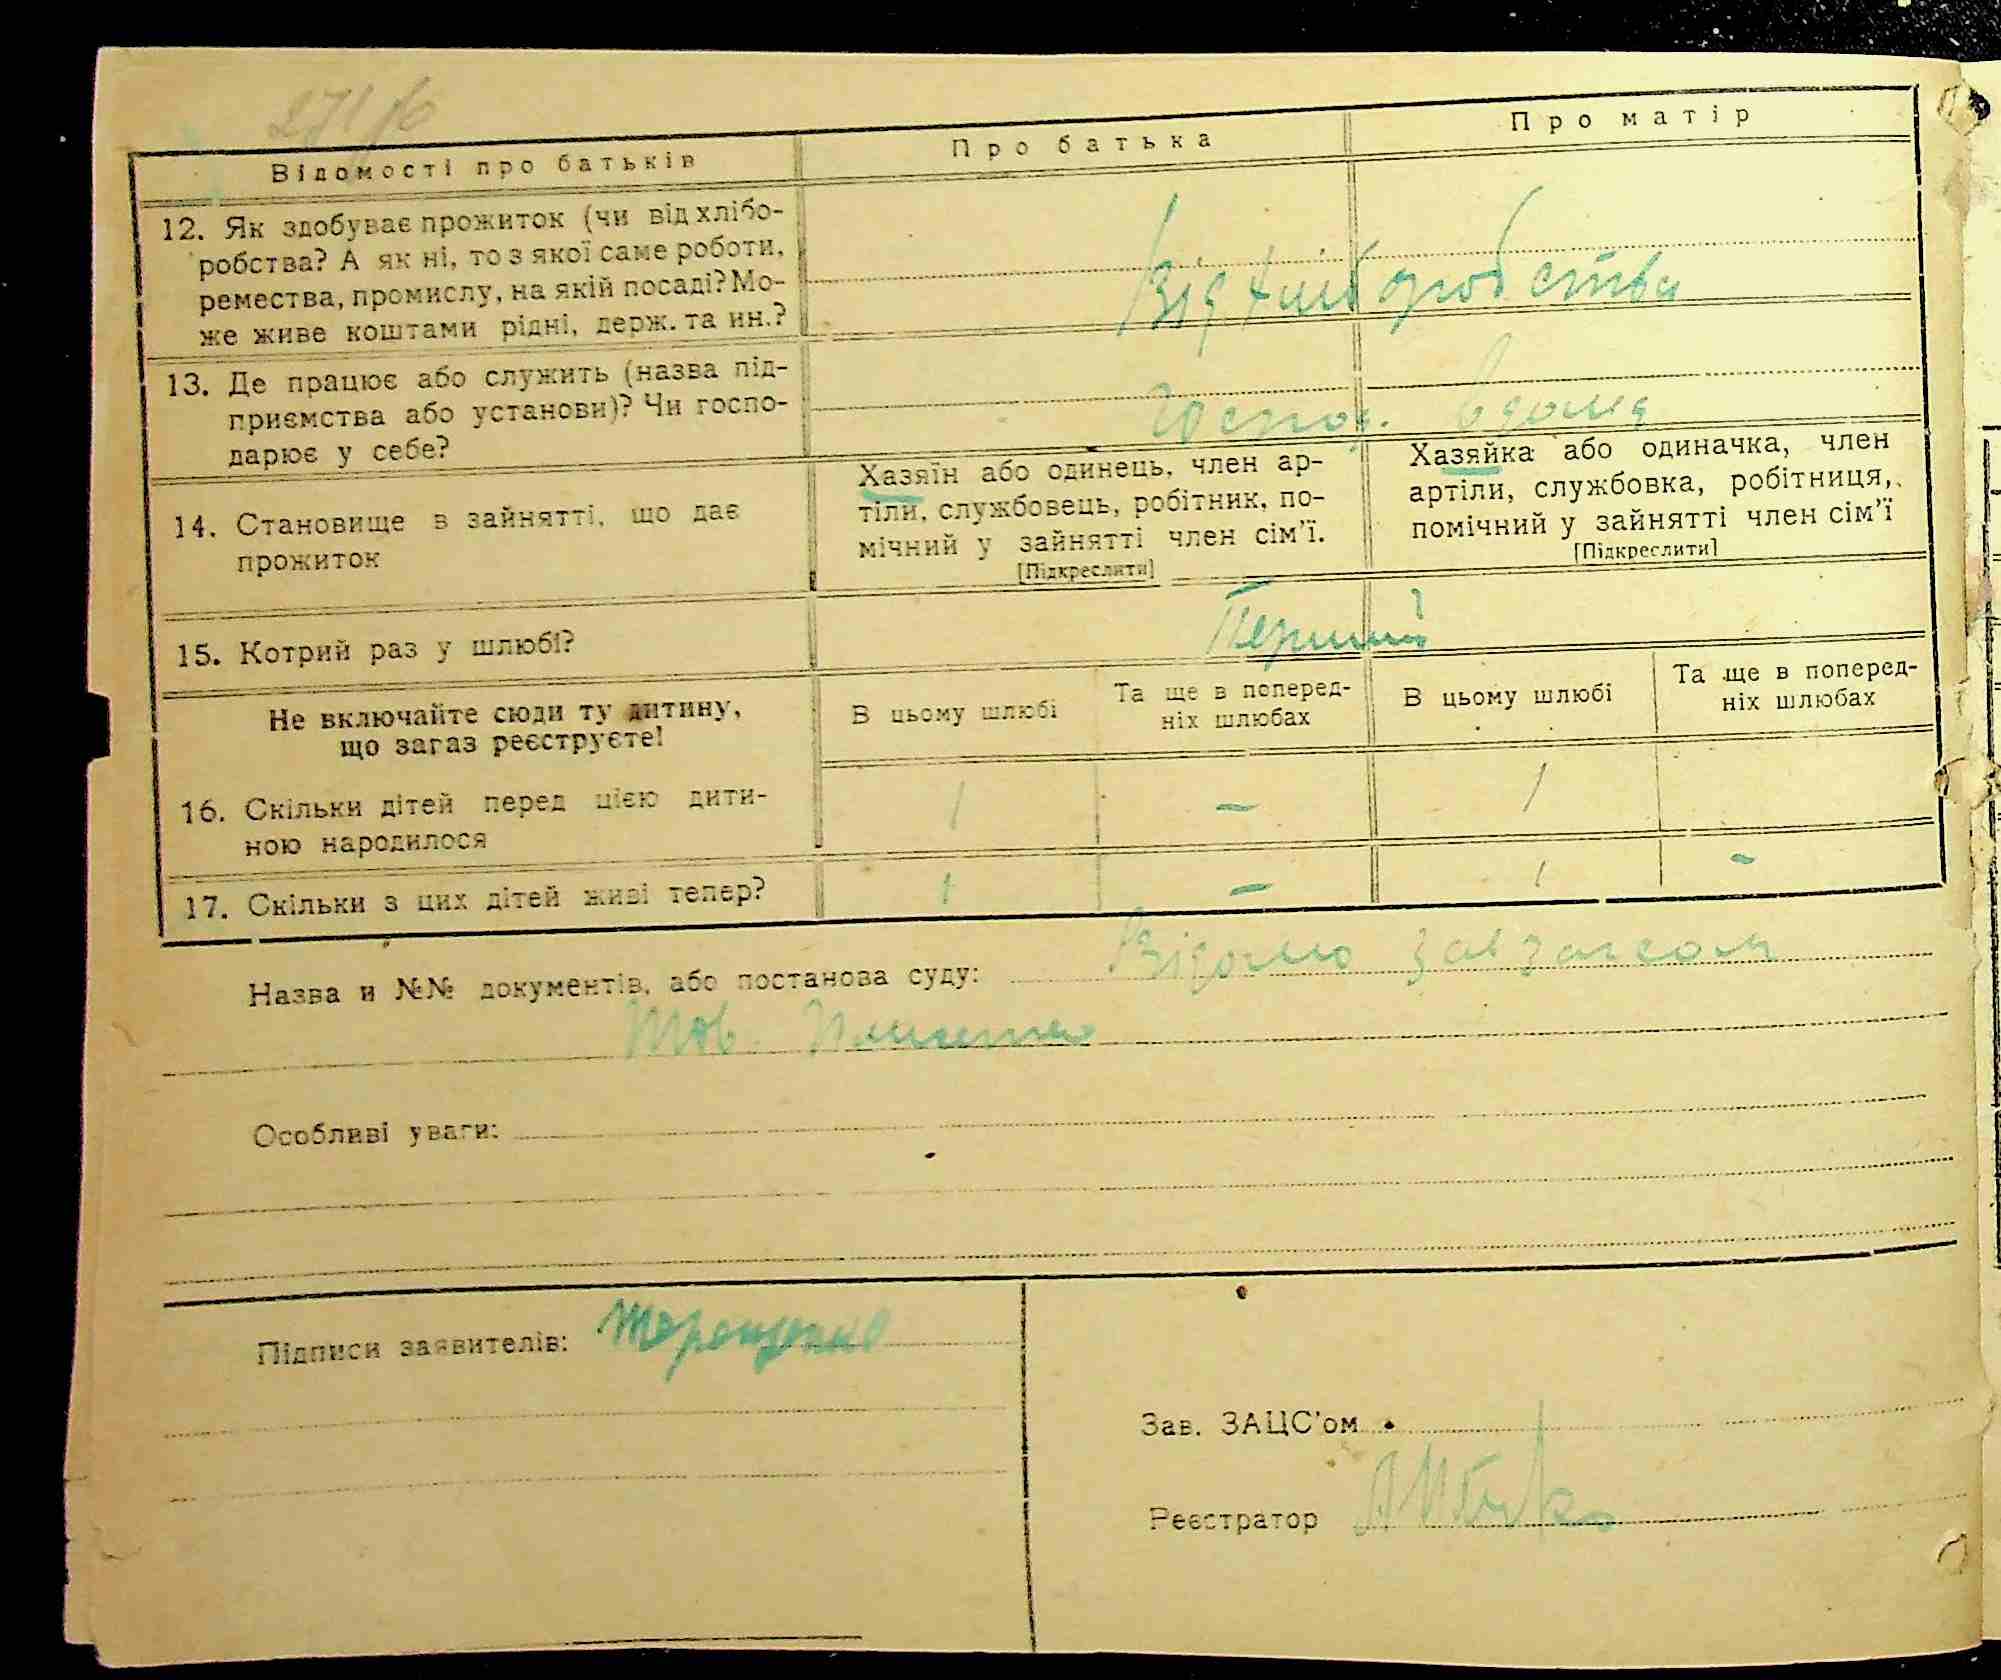 Відомості про батьків
Про батька
Про матір
12. Як здобуває прожиток (чи від хлібо-
робства? А як ні, то з якої саме роботи,
ремества, промислу, на якій посаді? Мо-
же живе коштами рідні, держ. та ин.?
Від хліборобства
13. Де працює або служить (назва під-
приємства або установи)? Чи госпо-
дарює у себе?
Господ. вдома
14. Становище в зайнятті, що дає
прожиток
Хазяїн або одинець, член ар-
тіли, службовець, робітник, по-
мічний у зайнятті член сім'ї.
[Підкреслити]
Хазяйка або одиначка, член
артіли, службовка, робітниця,
помічний у зайнятті член сім'ї
[Підкреслити]
15. Котрий раз у шлюбі?
Перший
Не включайте сюди ту дитину,
що зараз реєструєте!
В цьому шлюбі
Та ще в поперед-
ніх шлюбах
В цьому шлюбі
Та ще в поперед-
ніх шлюбах
16. Скільки дітей перед цією дити-
ною народилося
1 – 1
17. Скільки з цих дітей живі тепер?
1 – 1 –
Назва и №№ документів, або постанова суду: Відомо завзагсом
тов.
Особливі уваги:
Підписи заявителів: Терещенко
Зав. ЗАЦС'ом
Реєстратор